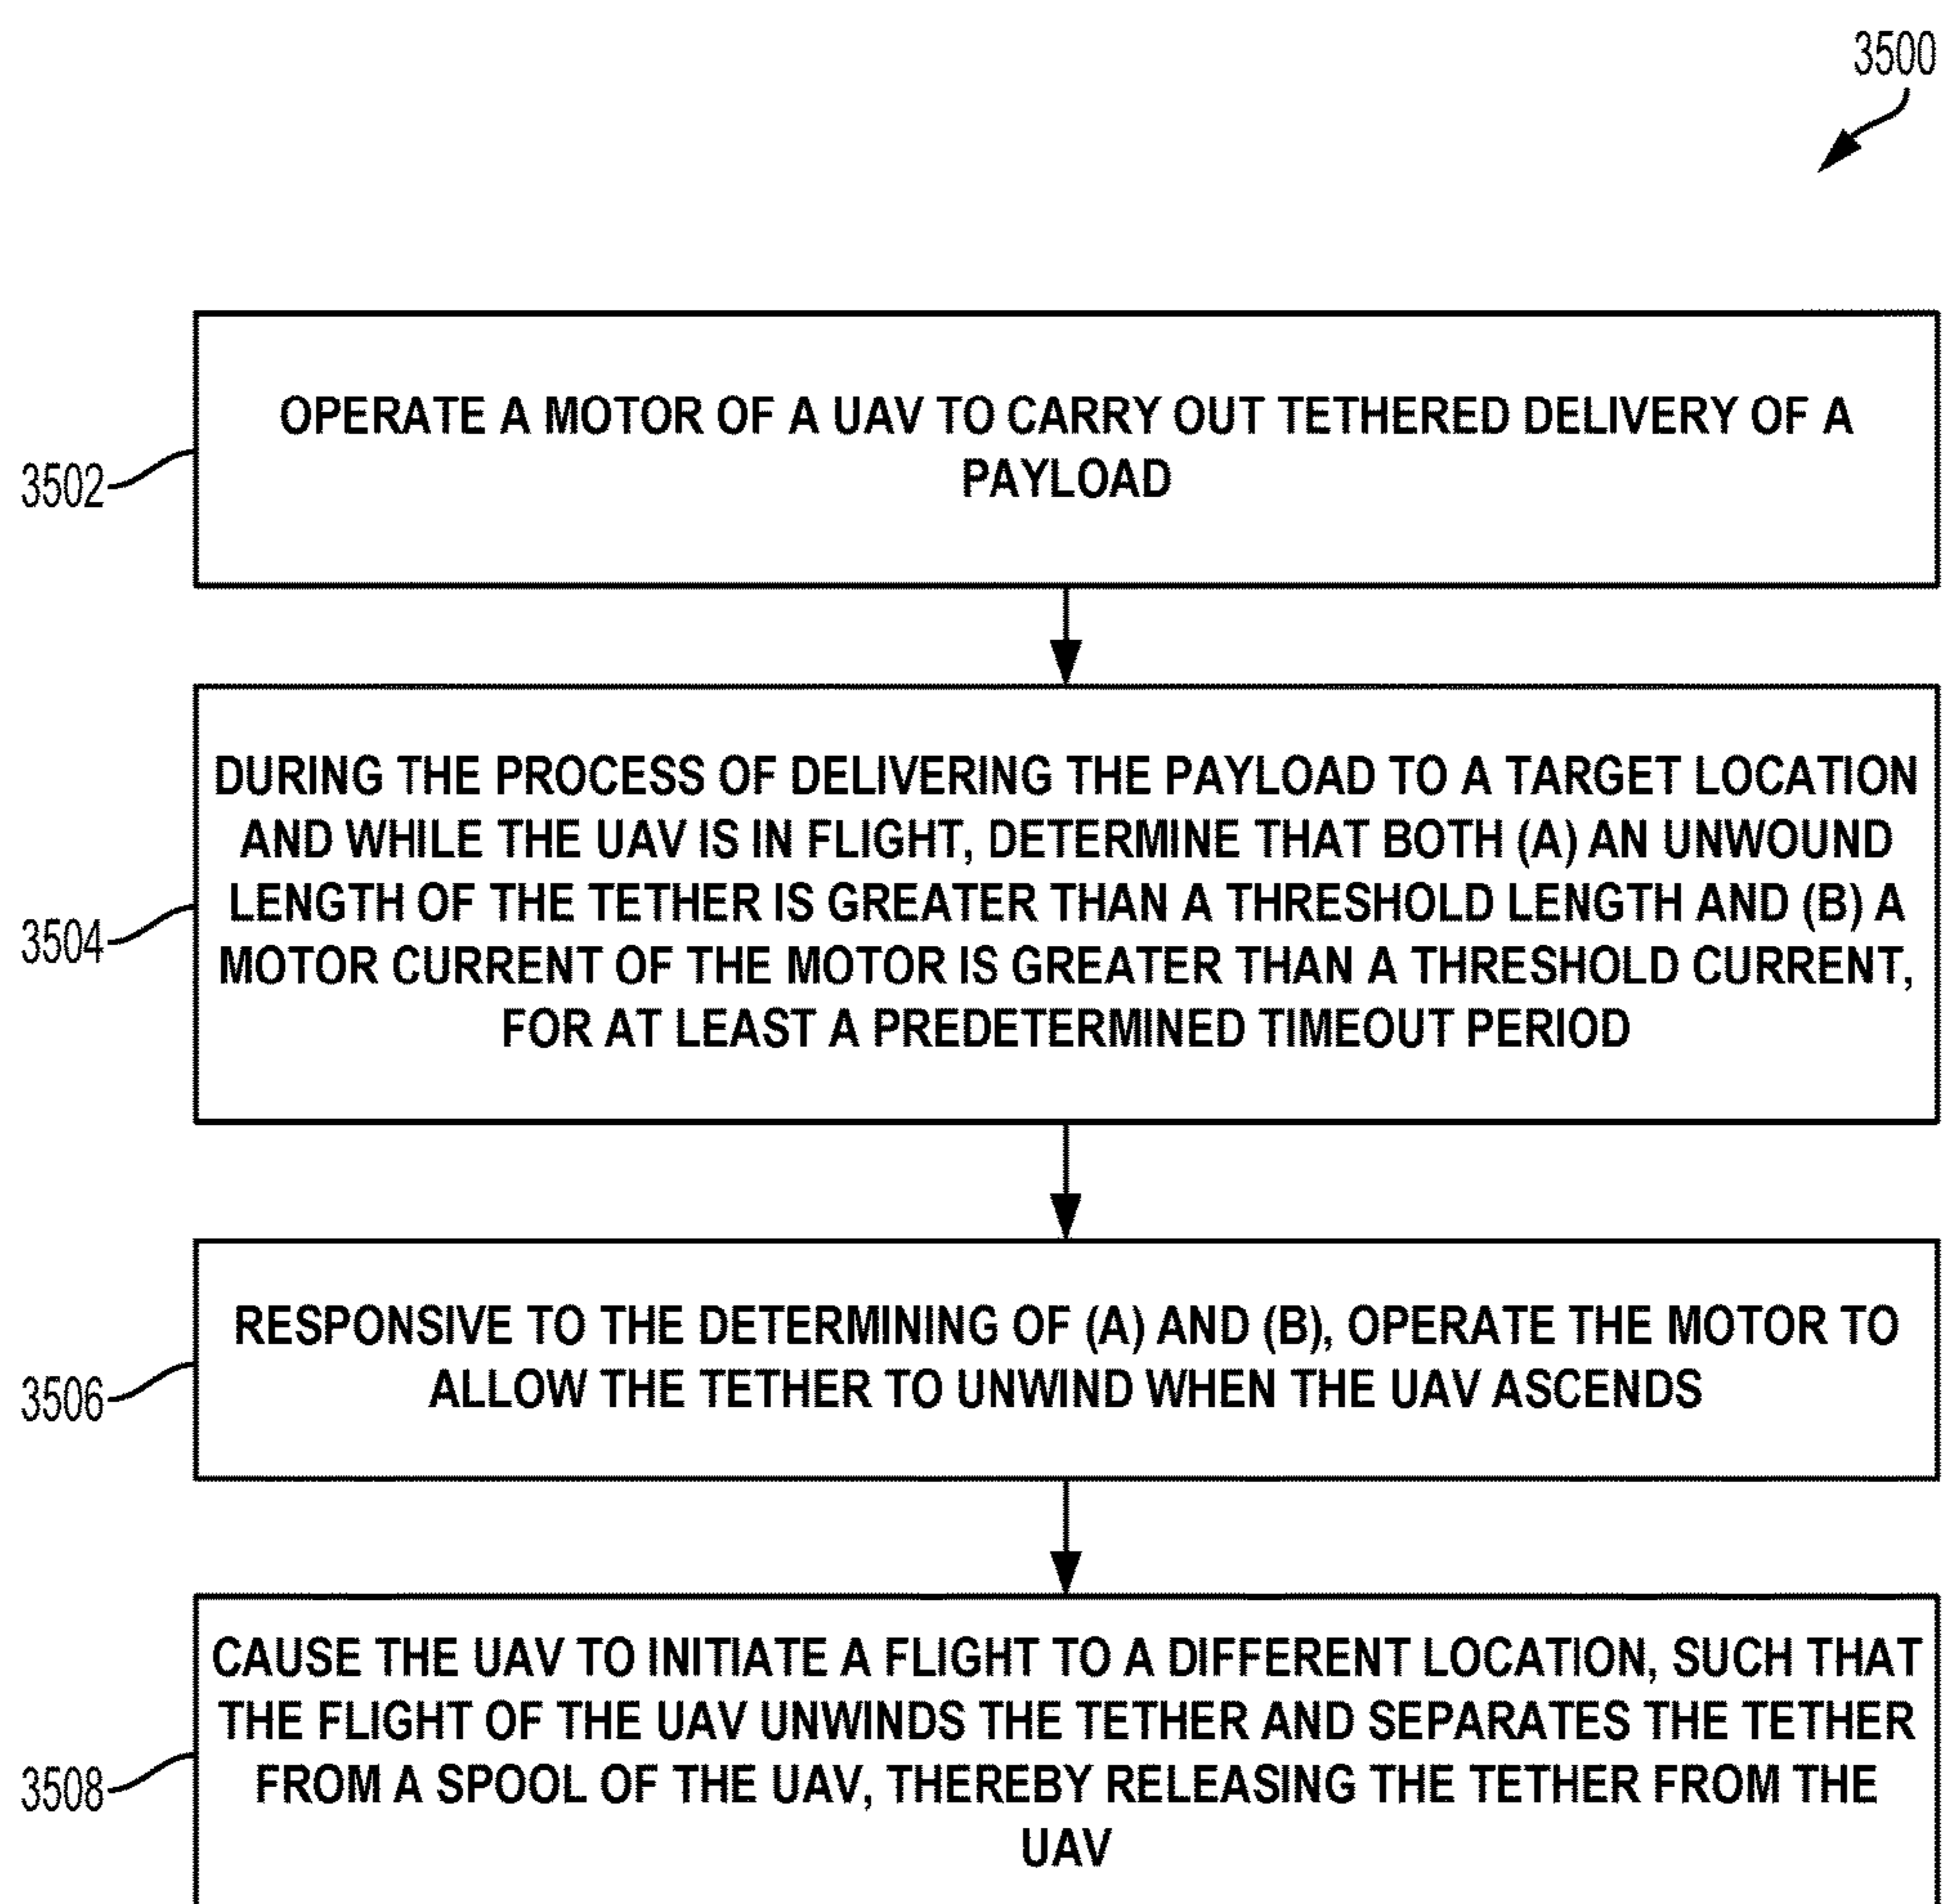 3500
OPERATE A MOTOR OF A UAV TO CARRY OUT TETHERED DELIVERY OF A
PAYLOAD
3502
DURING THE PROCESS OF DELIVERING THE PAYLOAD TO A TARGET LOCATION
AND WHILE THE UAV IS IN FLIGHT, DETERMINE THAT BOTH (A) AN UNWOUND
LENGTH OF THE TETHER IS GREATER THAN A THRESHOLD LENGTH AND (B) A
MOTOR CURRENT OF THE MOTOR IS GREATER THAN A THRESHOLD CURRENT,
FOR AT LEAST A PREDETERMINED TIMEOUT PERIOD
3504
RESPONSIVE TO THE DETERMINING OF (A) AND (B), OPERATE THE MOTOR TO
ALLOW THE TETHER TO UNWIND WHEN THE UAV ASCENDS
3506
CAUSE THE UAV TO INITIATE A FLIGHT TO A DIFFERENT LOCATION, SUCH THAT
THE FLIGHT OF THE UAV UNWINDS THE TETHER AND SEPARATES THE TETHER
FROM A SPOOL OF THE UAV, THEREBY RELEASING THE TETHER FROM THE
UAV
3508